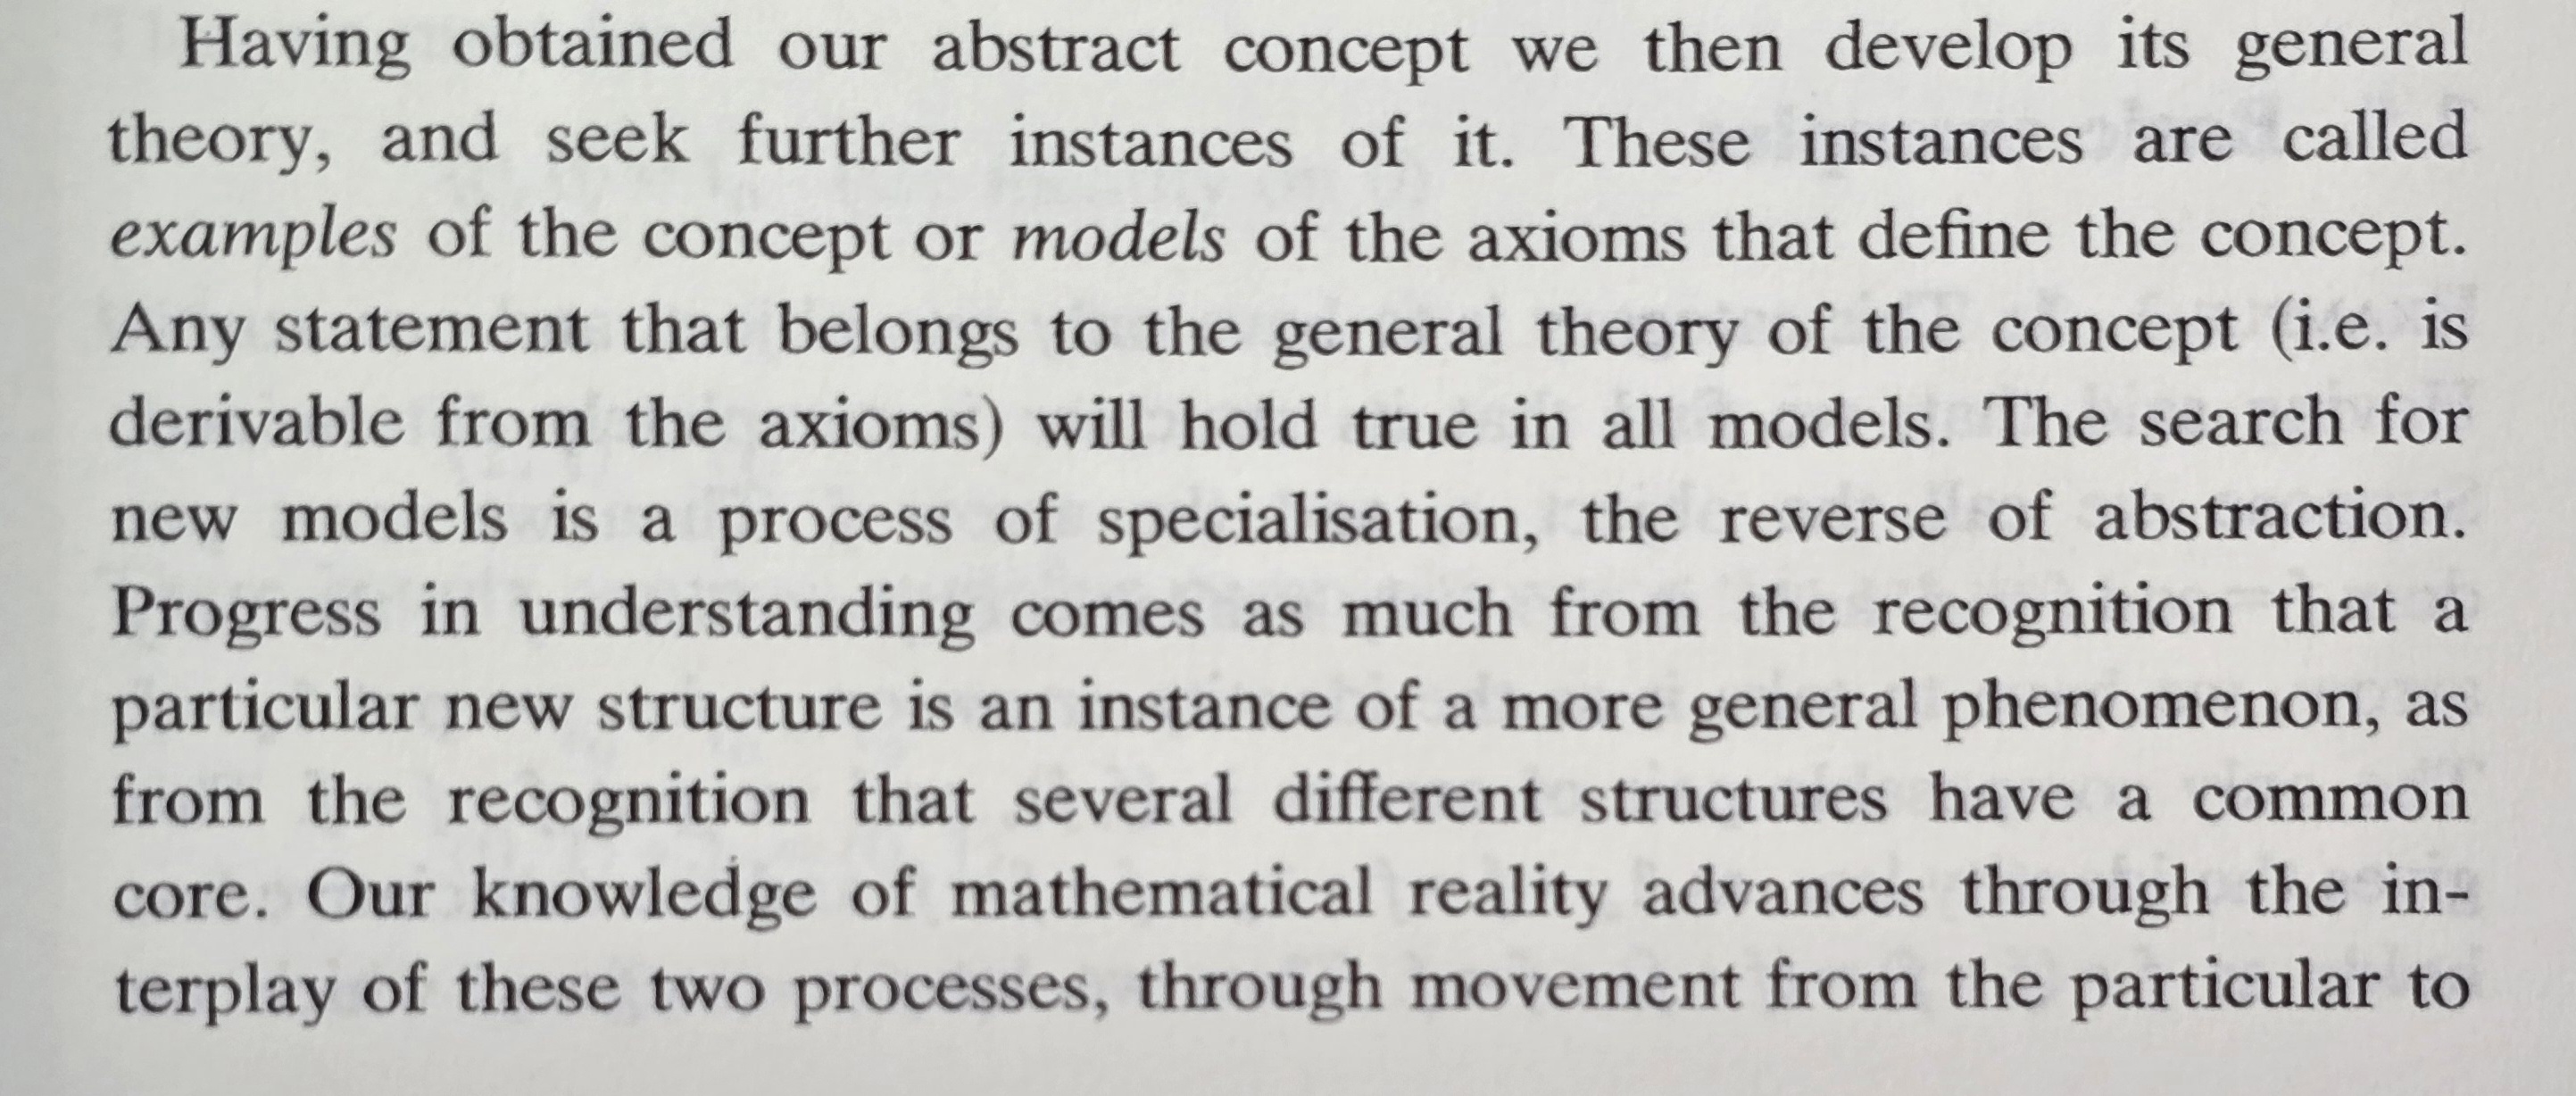 Having obtained our abstract concept we then develop its general
theory, and seek further instances of it. These instances are called
examples of the concept or models of the axioms that define the concept.
Any statement that belongs to the general theory of the concept (i.e. is
derivable from the axioms) will hold true in all models. The search for
new models is a process of specialisation, the reverse of abstraction.
Progress in understanding comes as much from the recognition that a
particular new structure is an instance of a more general phenomenon, as
from the recognition that several different structures have a common
core. Our knowledge of mathematical reality advances through the in-
terplay of these two processes, through movement from the particular to